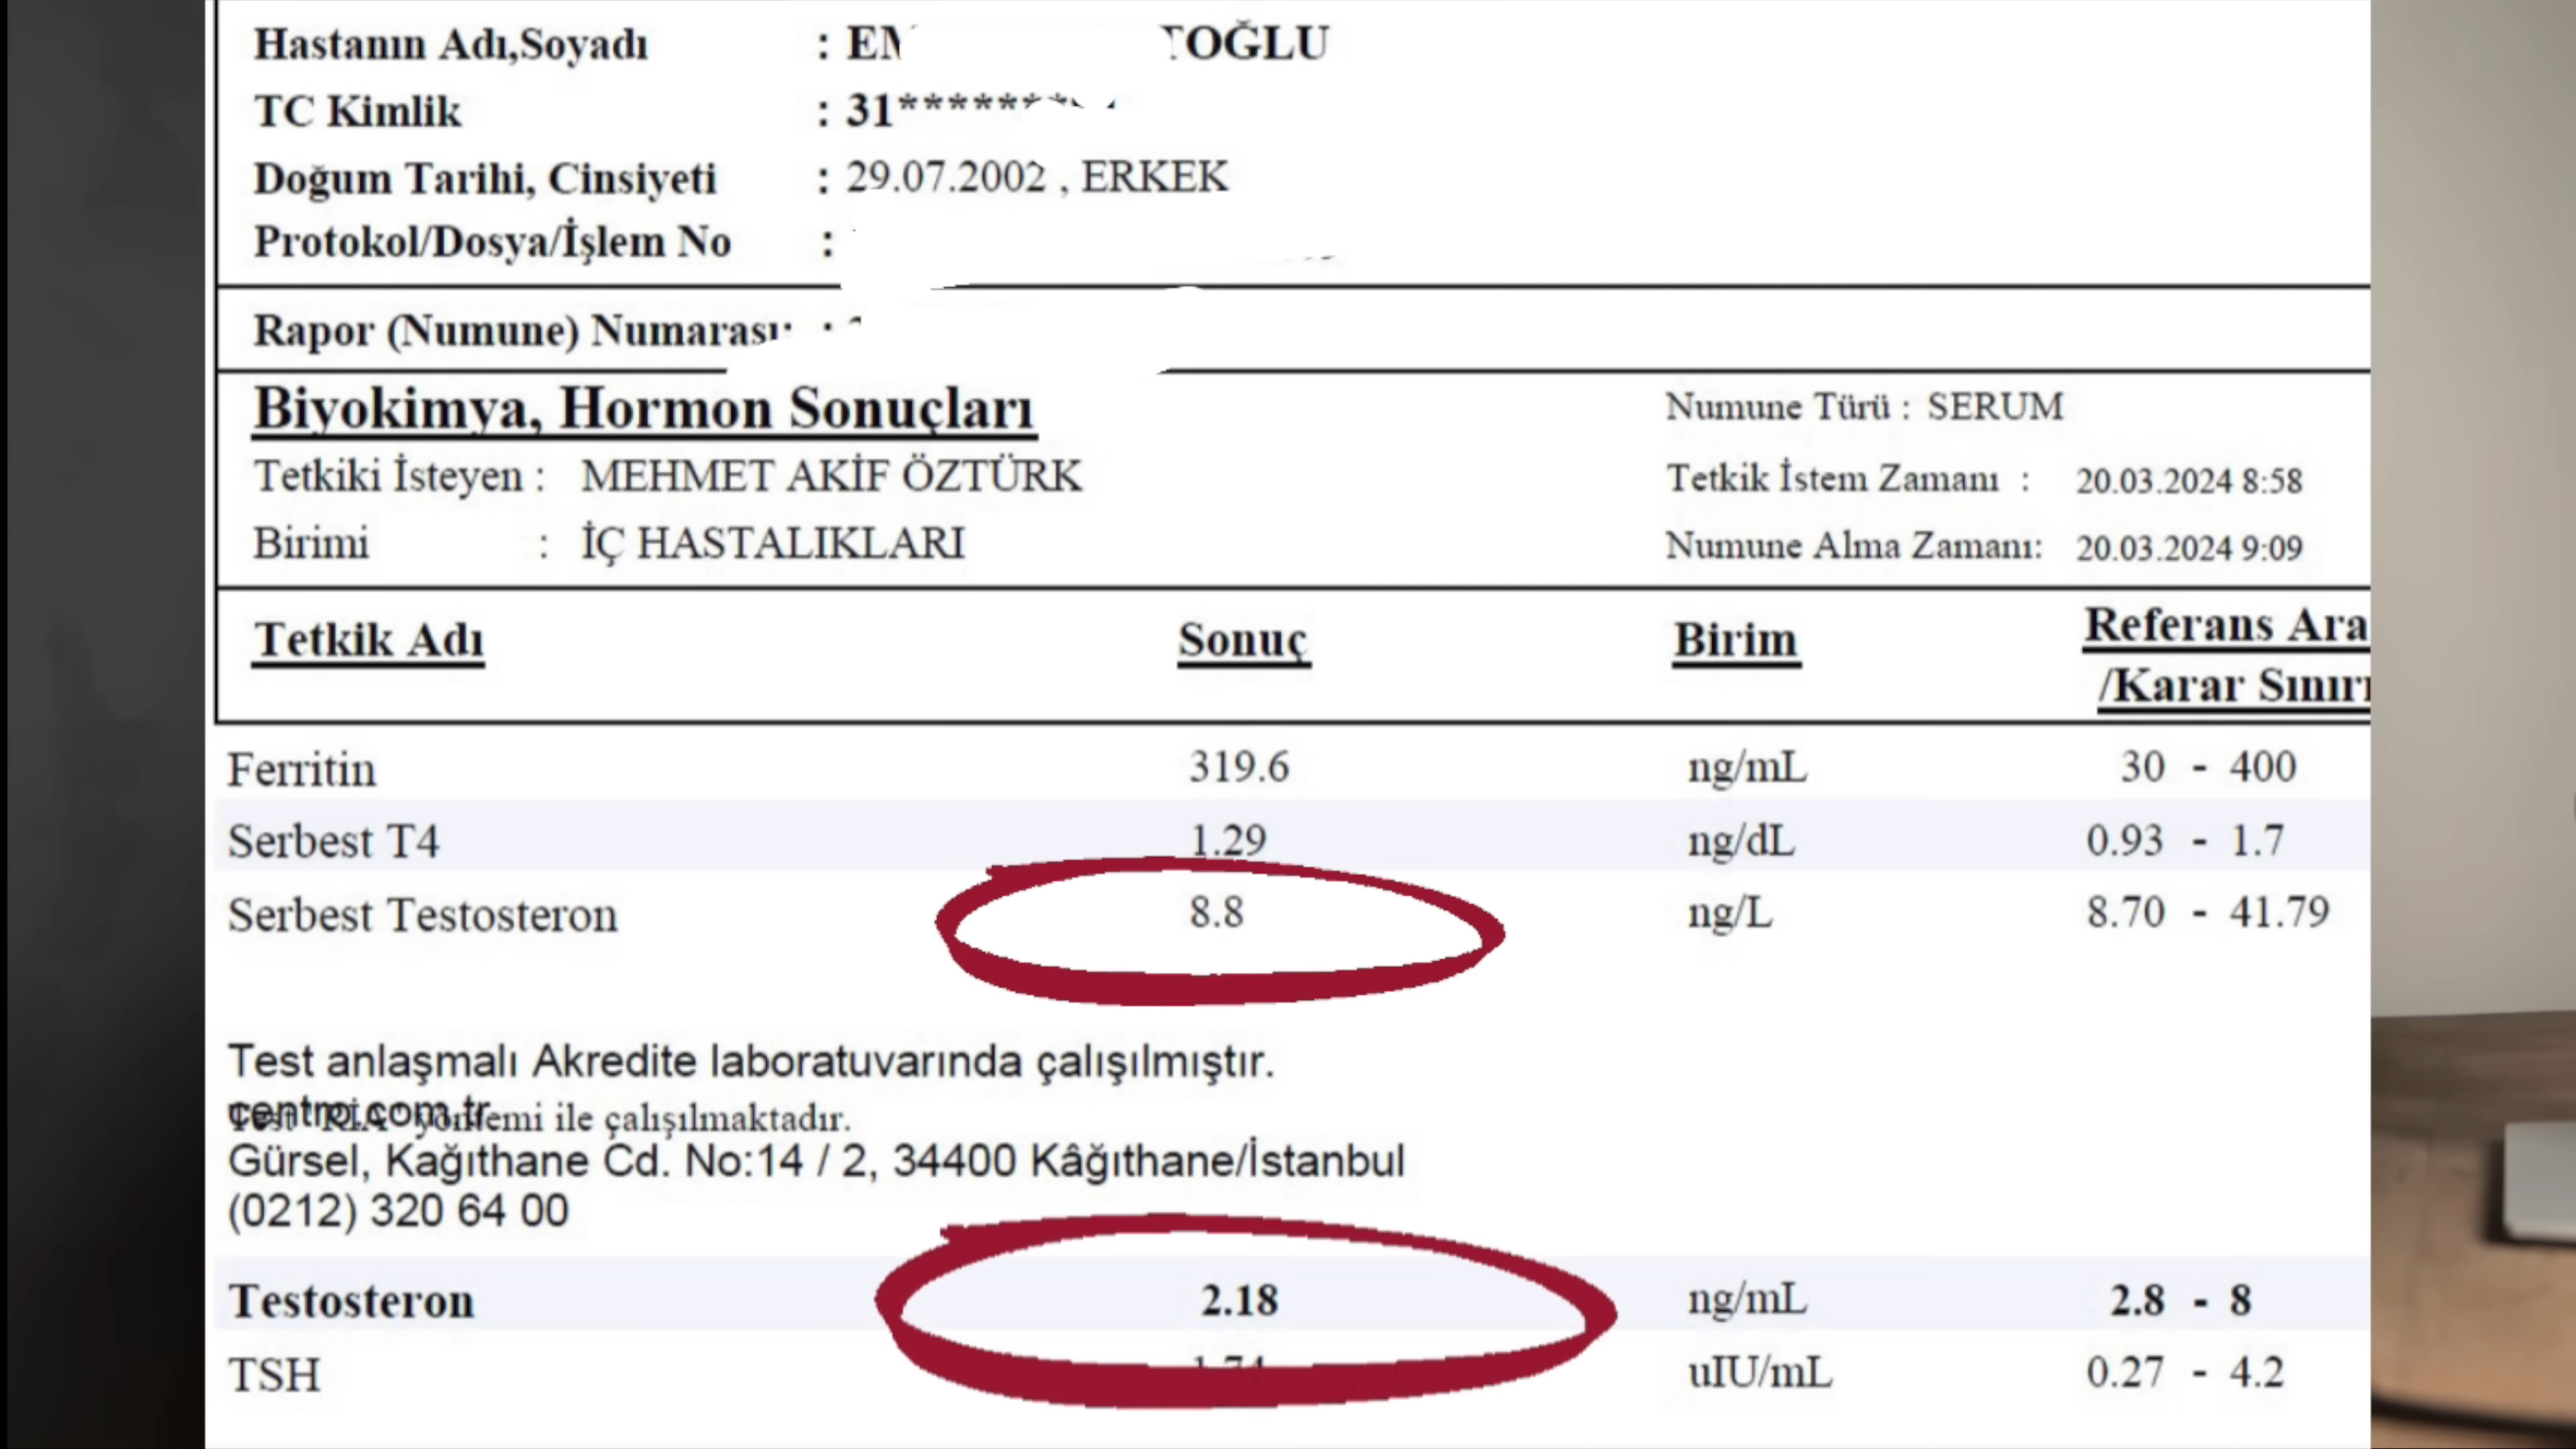 Hastanın Adı,Soyadı : EM TOĞLU
TC Kimlik : 31********
Doğum Tarihi, Cinsiyeti : 29.07.2002 , ERKEK
Protokol/Dosya/İşlem No :
Rapor (Numune) Numarası: :
Biyokimya, Hormon Sonuçları
Numune Türü : SERUM
Tetkiki İsteyen : MEHMET AKİF ÖZTÜRK
Tetkik İstem Zamanı : 20.03.2024 8:58
Birimi : İÇ HASTALIKLARI
Numune Alma Zamanı: 20.03.2024 9:09
Tetkik Adı Sonuç Birim Referans Ara
/Karar Sınırı
Ferritin 319.6 ng/mL 30 - 400
Serbest T4 1.29 ng/dL 0.93 - 1.7
Serbest Testosteron 8.8 ng/L 8.70 - 41.79
Test anlaşmalı Akredite laboratuvarında çalışılmıştır.
centro.com.tr
Test "RIA" yöntemi ile çalışılmaktadır.
Gürsel, Kağıthane Cd. No:14 / 2, 34400 Kâğıthane/İstanbul
(0212) 320 64 00
Testosteron 2.18 ng/mL 2.8 - 8
TSH 1.74 uIU/mL 0.27 - 4.2